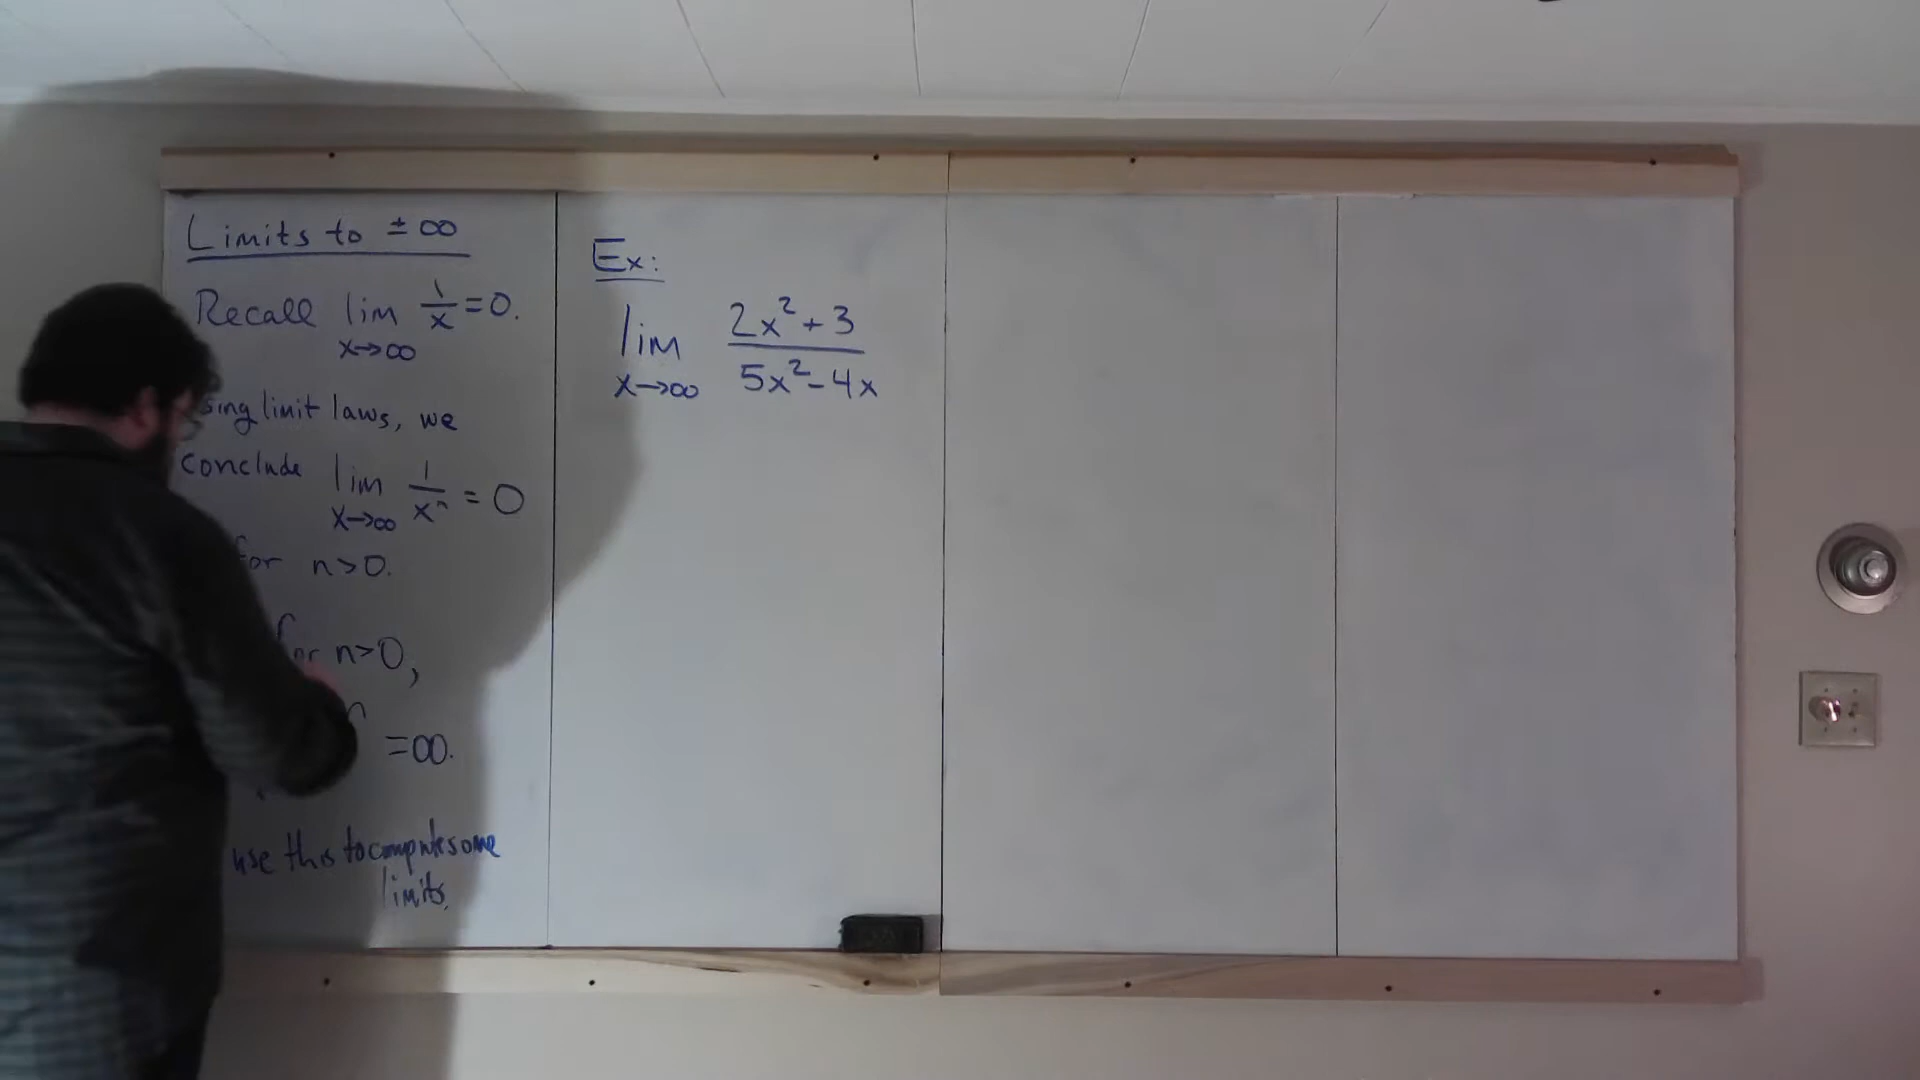 Limits to ± ∞
Recall lim 1/x = 0.
x→∞
sing limit laws, we
conclude lim 1/xⁿ = 0
x→∞
for n>0.
n>0,
=∞.
use this to compute some
limits.
Ex:
lim (2x²+3)/(5x²-4x)
x→∞